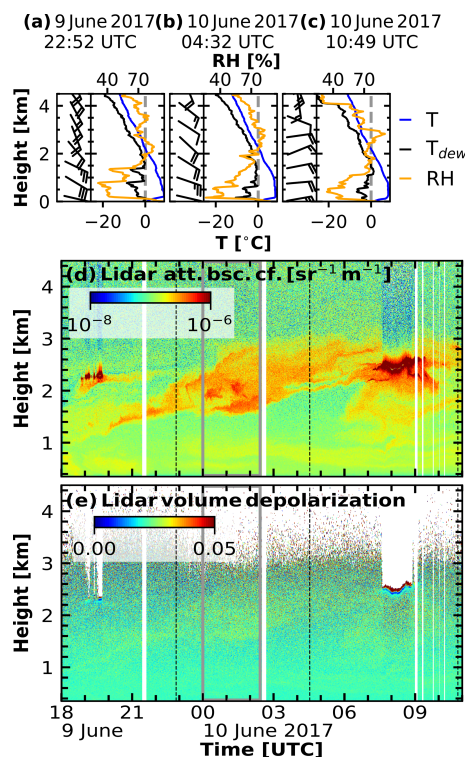 (a) 9 June 2017 (b) 10 June 2017 (c) 10 June 2017
22:52 UTC 04:32 UTC 10:49 UTC
RH [%]
40 70 40 70 40 70
Height [km]
4
2
0
T
T_dew
RH
−20 0 −20 0 −20 0
T [°C]
(d) Lidar att. bsc. cf. [sr⁻¹ m⁻¹]
10⁻⁸ 10⁻⁶
Height [km]
4
3
2
1
(e) Lidar volume depolarization
0.00 0.05
Height [km]
4
3
2
1
18 21 00 03 06 09
9 June 10 June 2017
Time [UTC]